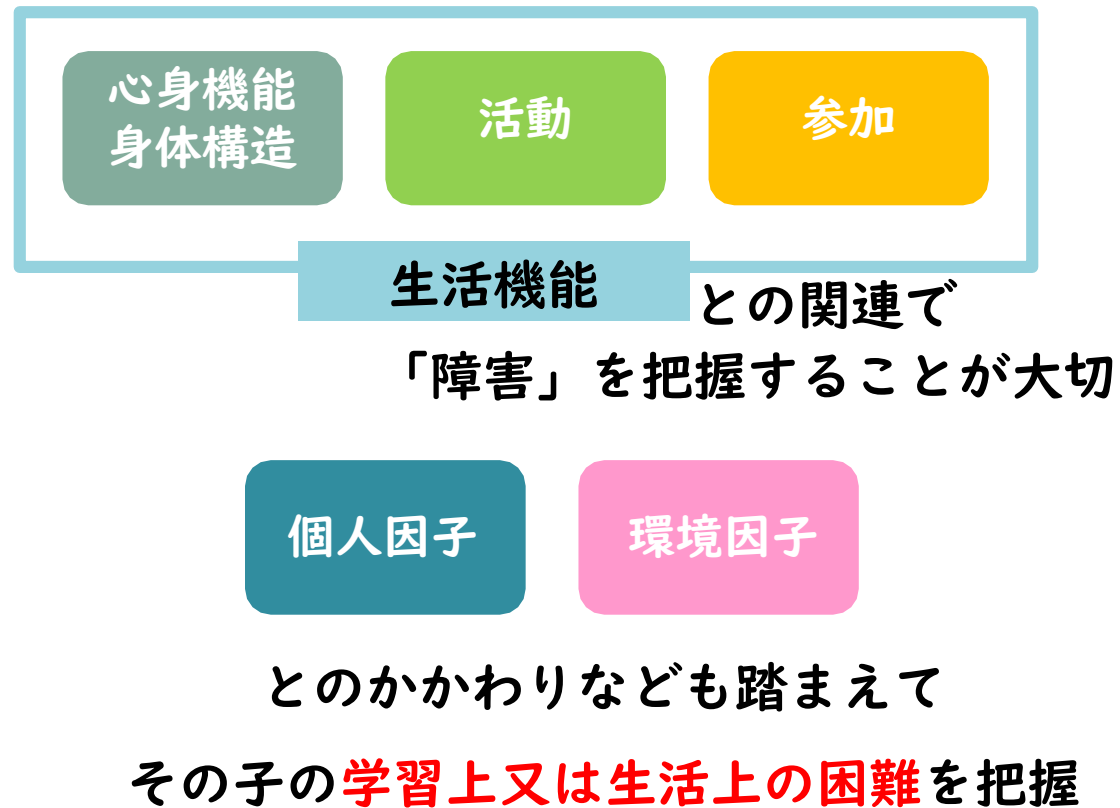 心身機能
身体構造
活動
参加
生活機能
との関連で
「障害」を把握することが大切
個人因子
環境因子
とのかかわりなども踏まえて
その子の学習上又は生活上の困難を把握